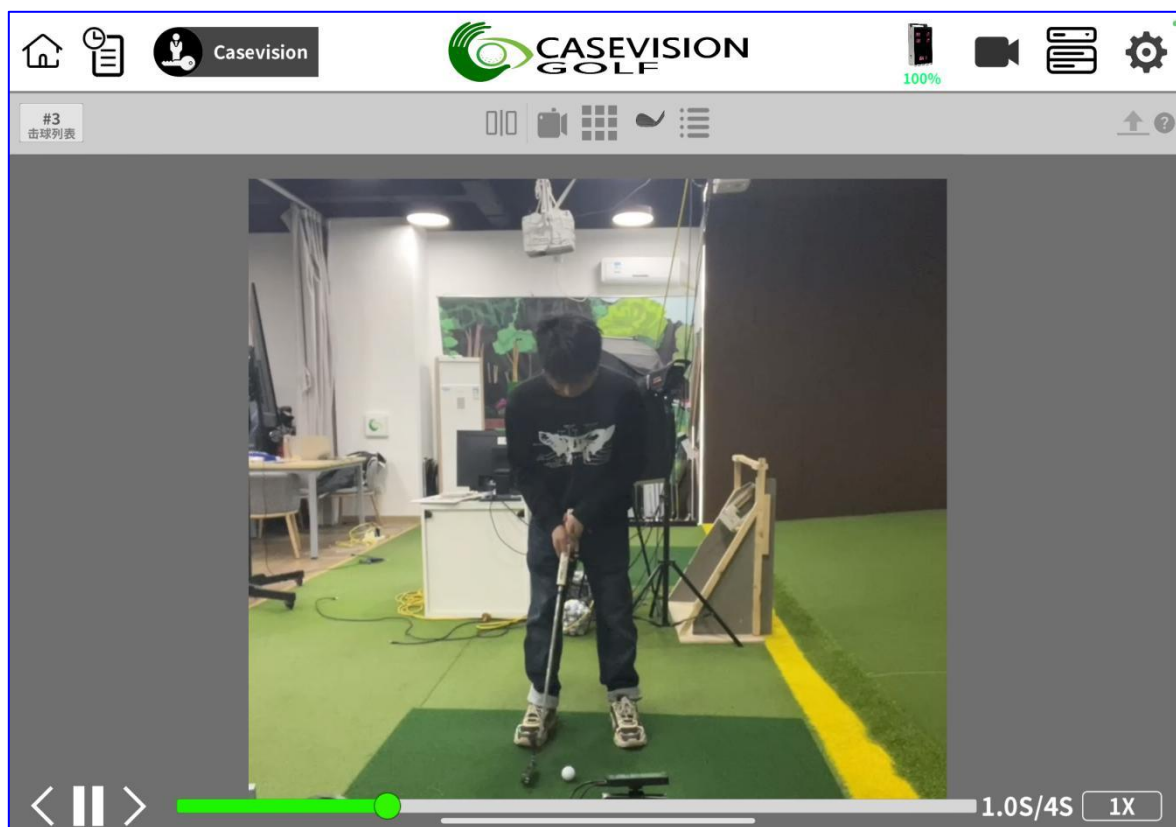 Casevision
CASEVISION
GOLF
100%
#3
击球列表
?
1.0S/4S
1X